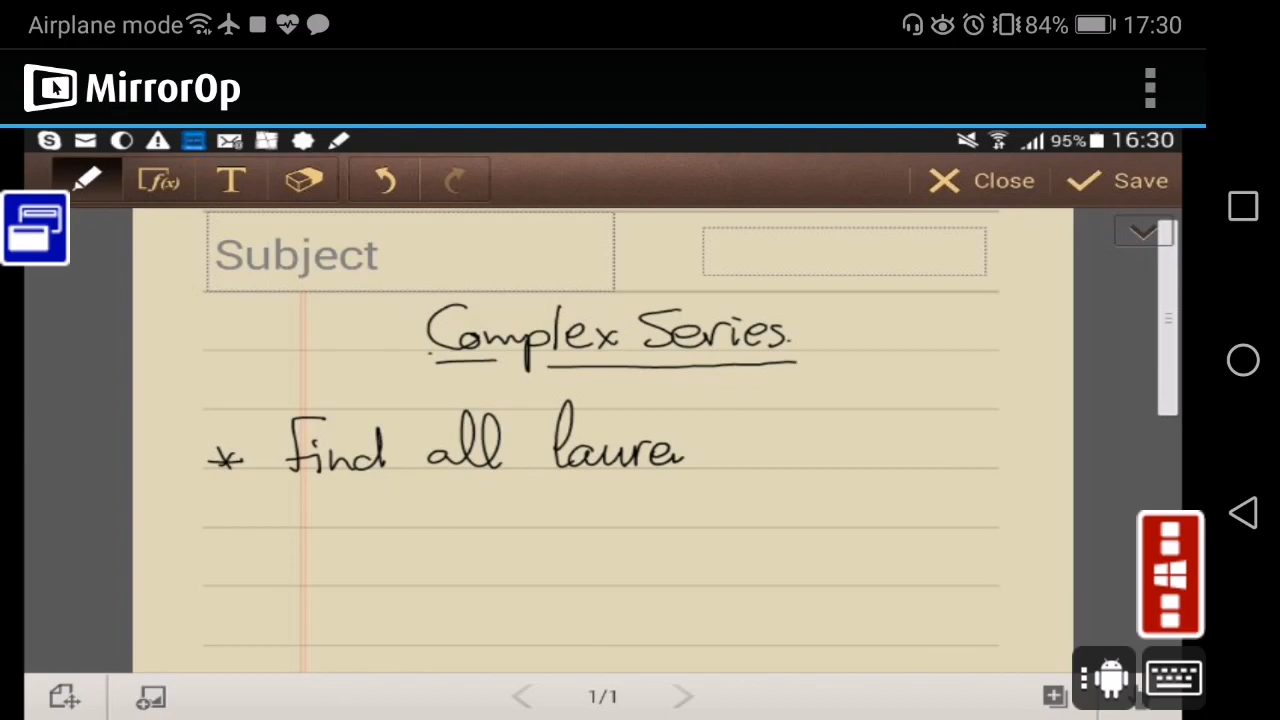 Airplane mode 84% 17:30
MirrorOp
95% 16:30
f(x) T Close Save
Subject
Complex Series.
* Find all laure
1/1